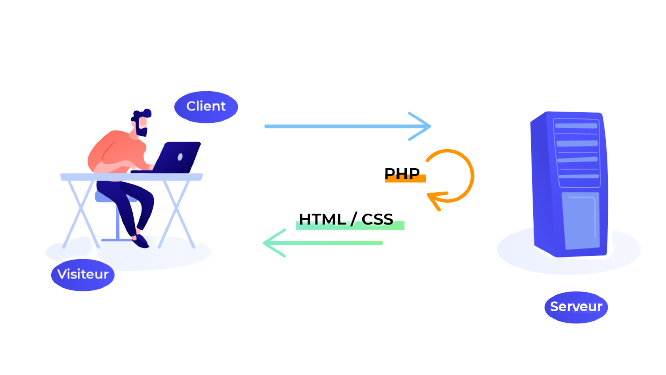 Client
PHP
HTML / CSS
Visiteur
Serveur